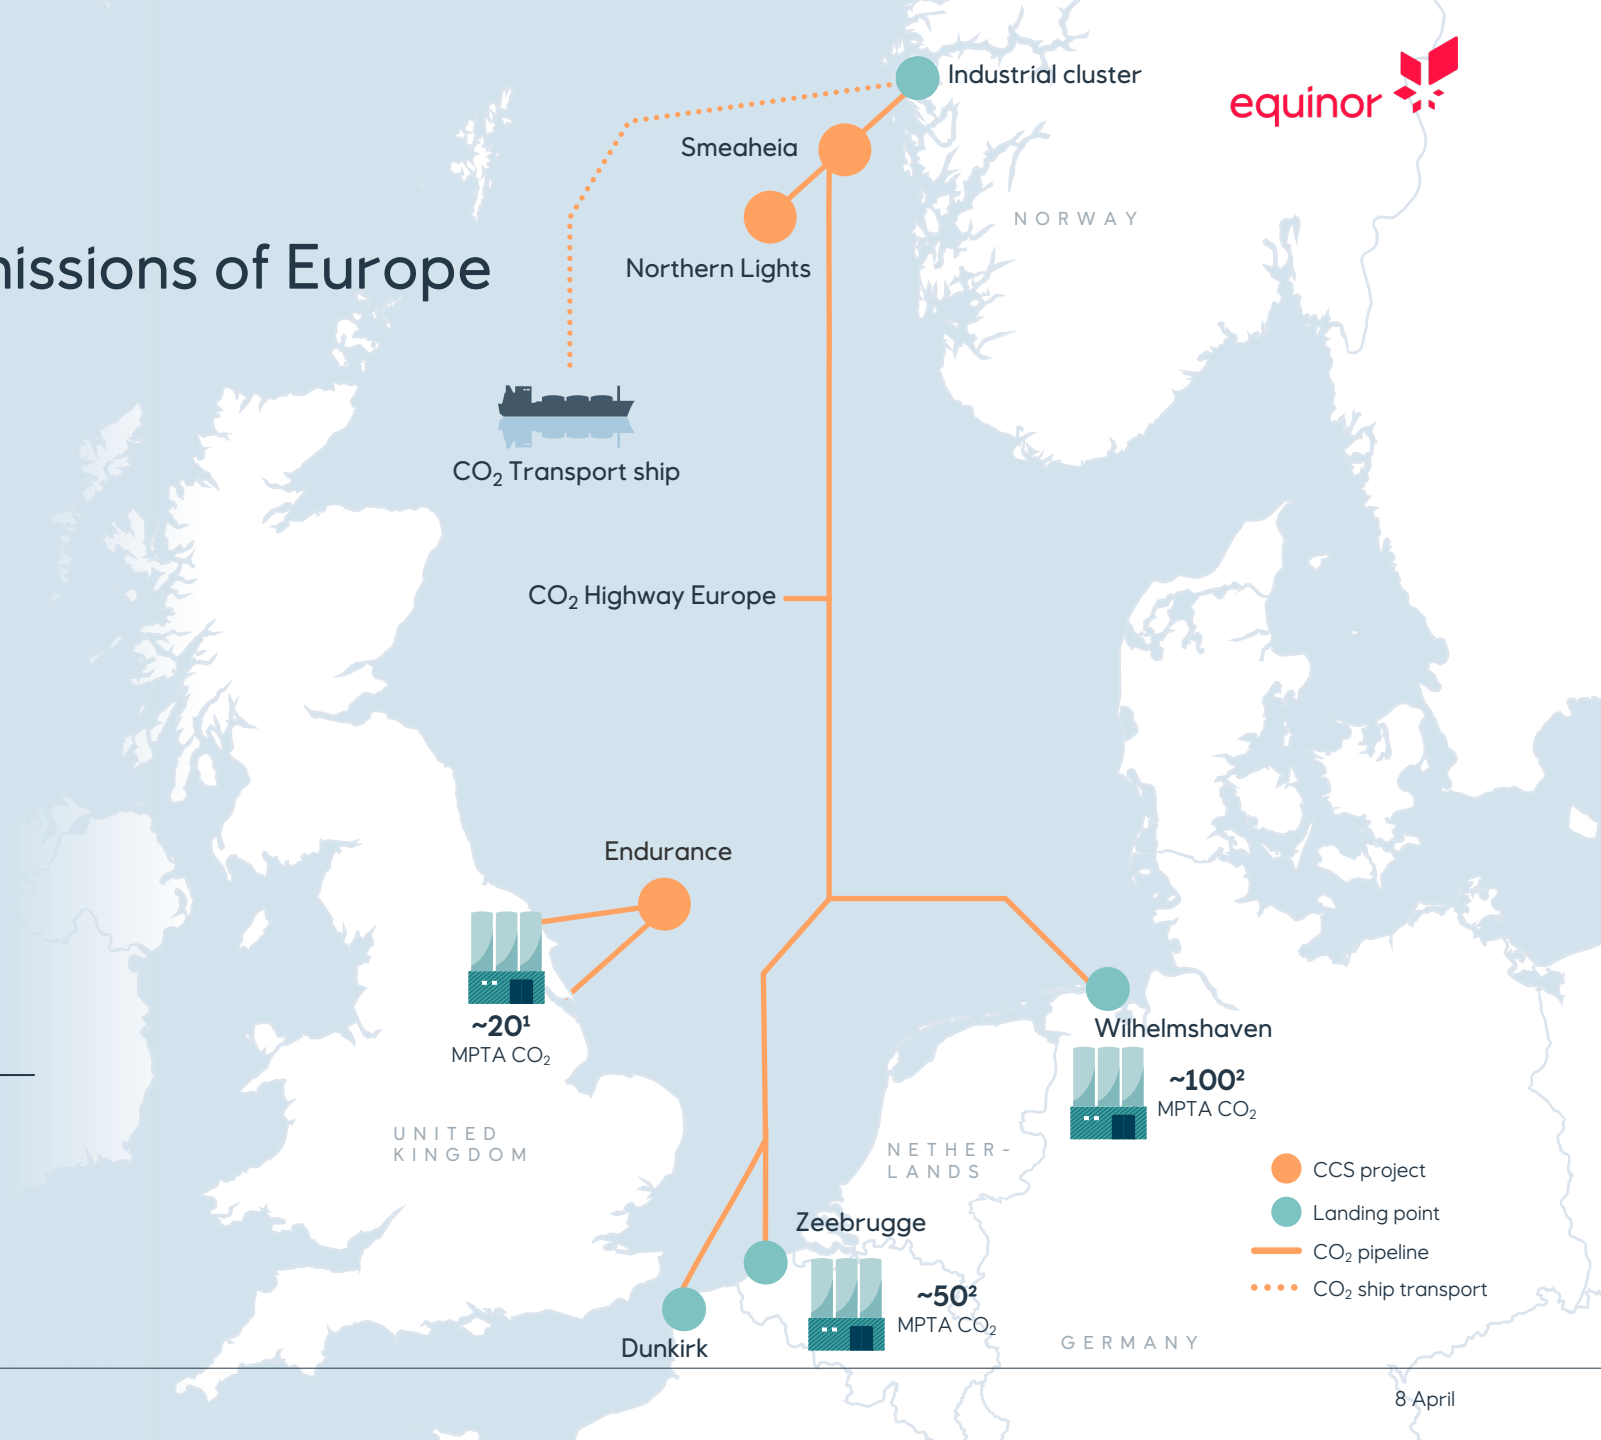 Industrial cluster
equinor
Smeaheia
NORWAY
nissions of Europe
Northern Lights
CO₂ Transport ship
CO₂ Highway Europe
Endurance
~20¹
MPTA CO₂
Wilhelmshaven
~100²
MPTA CO₂
UNITED
KINGDOM
NETHER-
LANDS
CCS project
Landing point
CO₂ pipeline
CO₂ ship transport
Zeebrugge
~50²
MPTA CO₂
Dunkirk
GERMANY
8 April